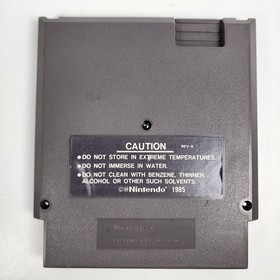 CAUTION REV-A
•DO NOT STORE IN EXTREME TEMPERATURES.
•DO NOT IMMERSE IN WATER.
•DO NOT CLEAN WITH BENZENE, THINNER,
ALCOHOL OR OTHER SUCH SOLVENTS.
©®Nintendo® 1985
Nintendo